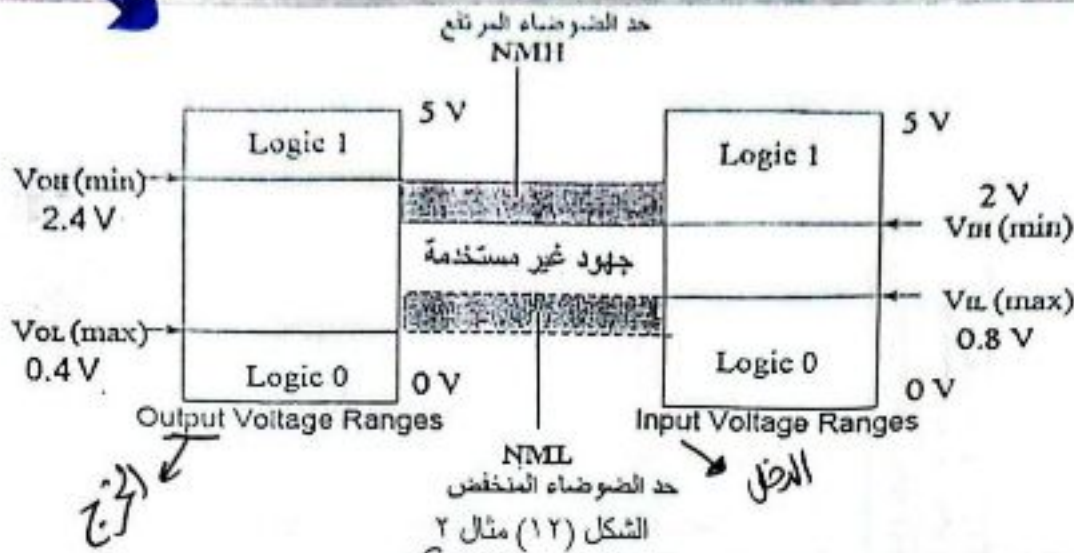 حد الضوضاء المرتفع
NMH
5 V
5 V
Logic 1
Logic 1
VOH (min)
2.4 V
2 V
VIH (min)
جهود غير مستخدمة
VIL (max)
0.8 V
VOL (max)
0.4 V
Logic 0
Logic 0
0 V
0 V
Output Voltage Ranges
Input Voltage Ranges
NML
حد الضوضاء المنخفض
الخرج
الدخل
الشكل (١٢) مثال ٢